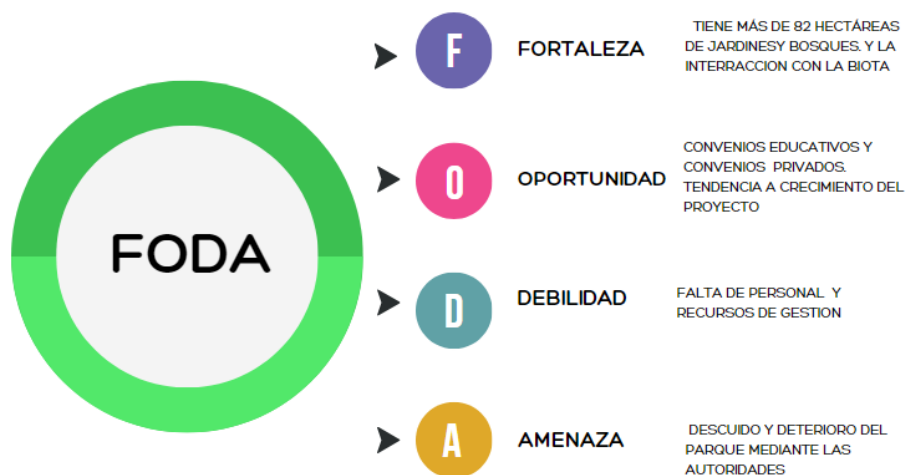 FODA
F
FORTALEZA
TIENE MÁS DE 82 HECTÁREAS
DE JARDINESY BOSQUES. Y LA
INTERRACCION CON LA BIOTA
O
OPORTUNIDAD
CONVENIOS EDUCATIVOS Y
CONVENIOS PRIVADOS.
TENDENCIA A CRECIMIENTO DEL
PROYECTO
D
DEBILIDAD
FALTA DE PERSONAL Y
RECURSOS DE GESTION
A
AMENAZA
DESCUIDO Y DETERIORO DEL
PARQUE MEDIANTE LAS
AUTORIDADES